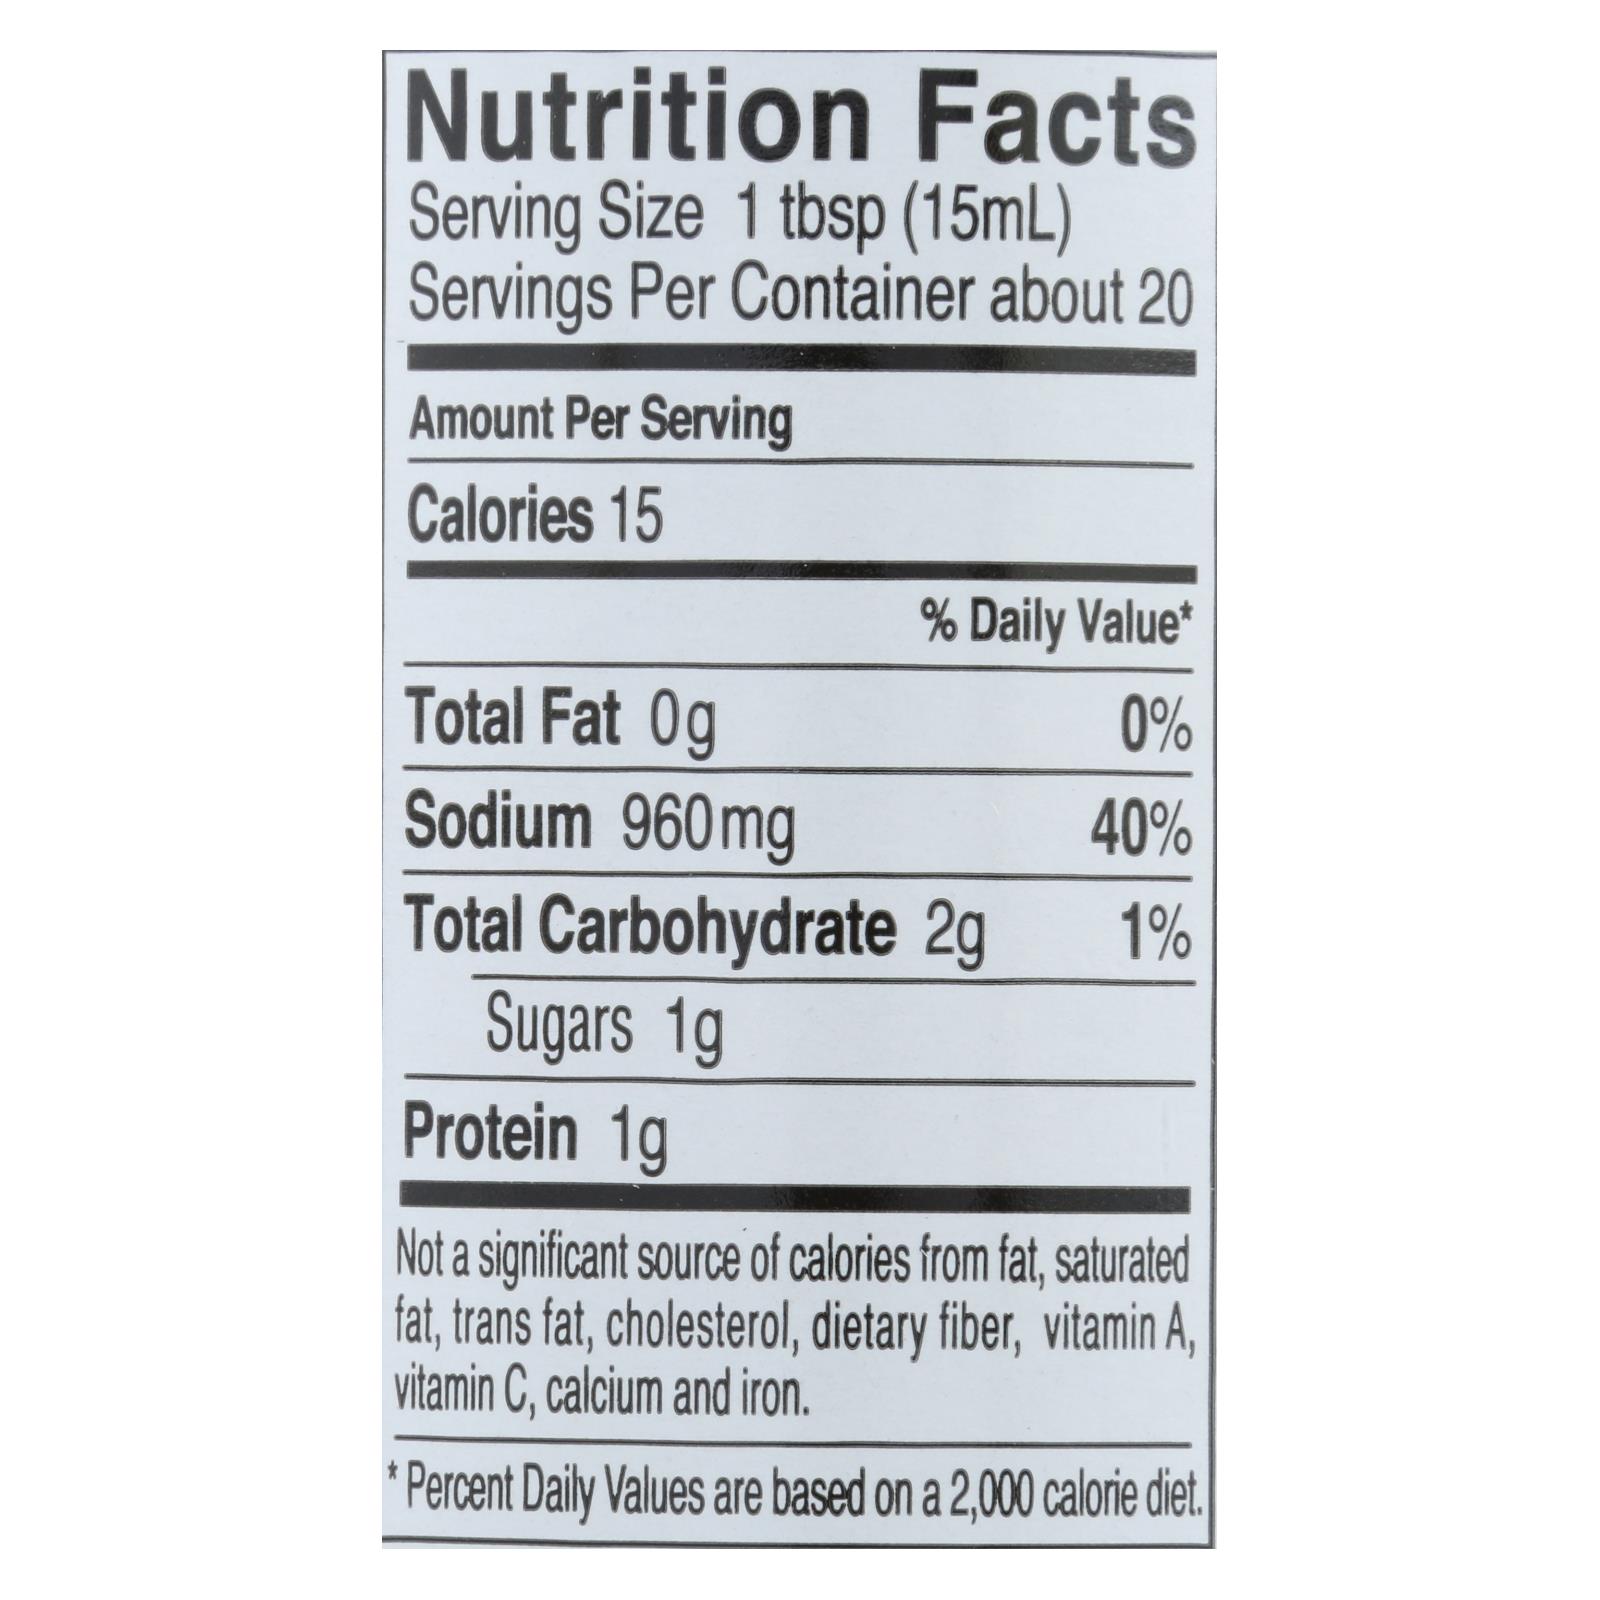 Nutrition Facts
Serving Size 1 tbsp (15mL)
Servings Per Container about 20
Amount Per Serving
Calories 15
% Daily Value*
Total Fat 0g 0%
Sodium 960mg 40%
Total Carbohydrate 2g 1%
Sugars 1g
Protein 1g
Not a significant source of calories from fat, saturated
fat, trans fat, cholesterol, dietary fiber, vitamin A,
vitamin C, calcium and iron.
* Percent Daily Values are based on a 2,000 calorie diet.